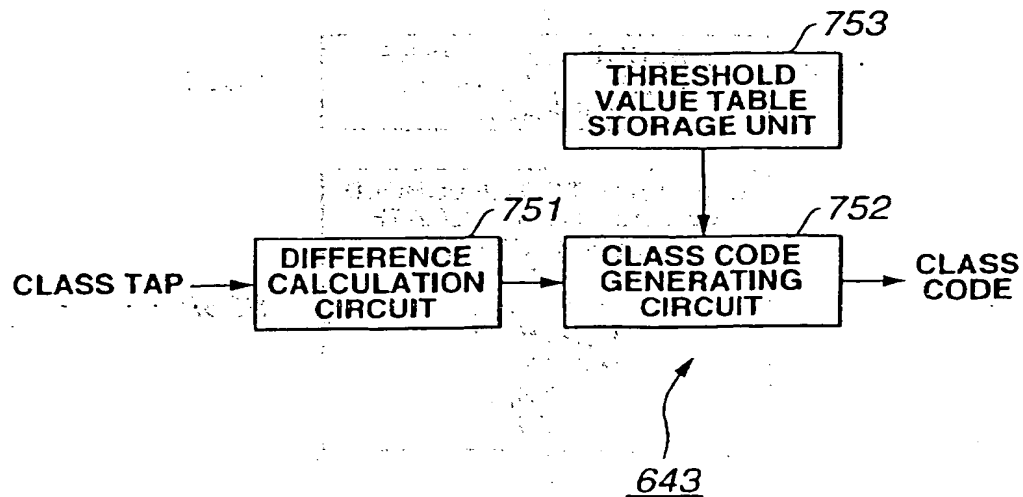 753
THRESHOLD
VALUE TABLE
STORAGE UNIT
751
752
CLASS TAP
DIFFERENCE
CALCULATION
CIRCUIT
CLASS CODE
GENERATING
CIRCUIT
CLASS
CODE
643